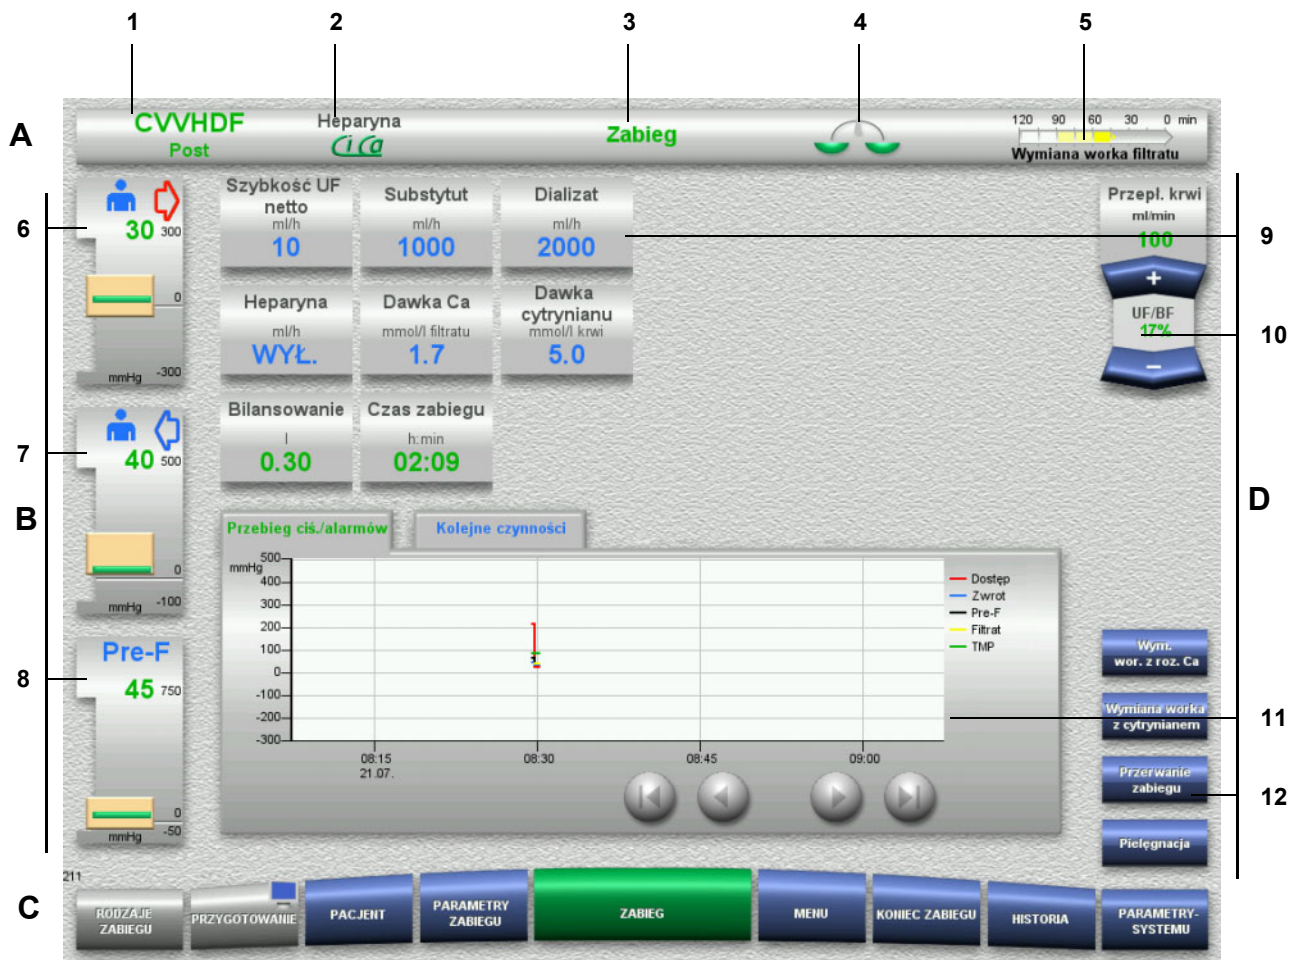 1 2 3 4 5
A
CVVHDF
Post
Heparyna
Ci Ca
Zabieg
120 90 60 30 0 min
Wymiana worka filtratu
6
30 300
0
mmHg -300
7
40 500
0
mmHg -100
B
8
Pre-F
45 750
0
mmHg -50
Szybkość UF
netto
ml/h
10
Substytut
ml/h
1000
Dializat
ml/h
2000
Heparyna
ml/h
WYŁ.
Dawka Ca
mmol/l filtratu
1.7
Dawka
cytrynianu
mmol/l krwi
5.0
Bilansowanie
l
0.30
Czas zabiegu
h:min
02:09
Przebieg ciś./alarmów
Kolejne czynności
mmHg
500
400
300
200
100
0
-100
-200
-300
08:15 08:30 08:45 09:00
21.07.
Dostęp
Zwrot
Pre-F
Filtrat
TMP
Przepł. krwi
ml/min
100
+
UF/BF
17%
−
9
10
D
11
12
Wym.
wor. z roz. Ca
Wymiana worka
z cytrynianem
Przerwanie
zabiegu
Pielęgnacja
211
C
RODZAJE
ZABIEGU
PRZYGOTOWANIE
PACJENT
PARAMETRY
ZABIEGU
ZABIEG
MENU
KONIEC ZABIEGU
HISTORIA
PARAMETRY-
SYSTEMU